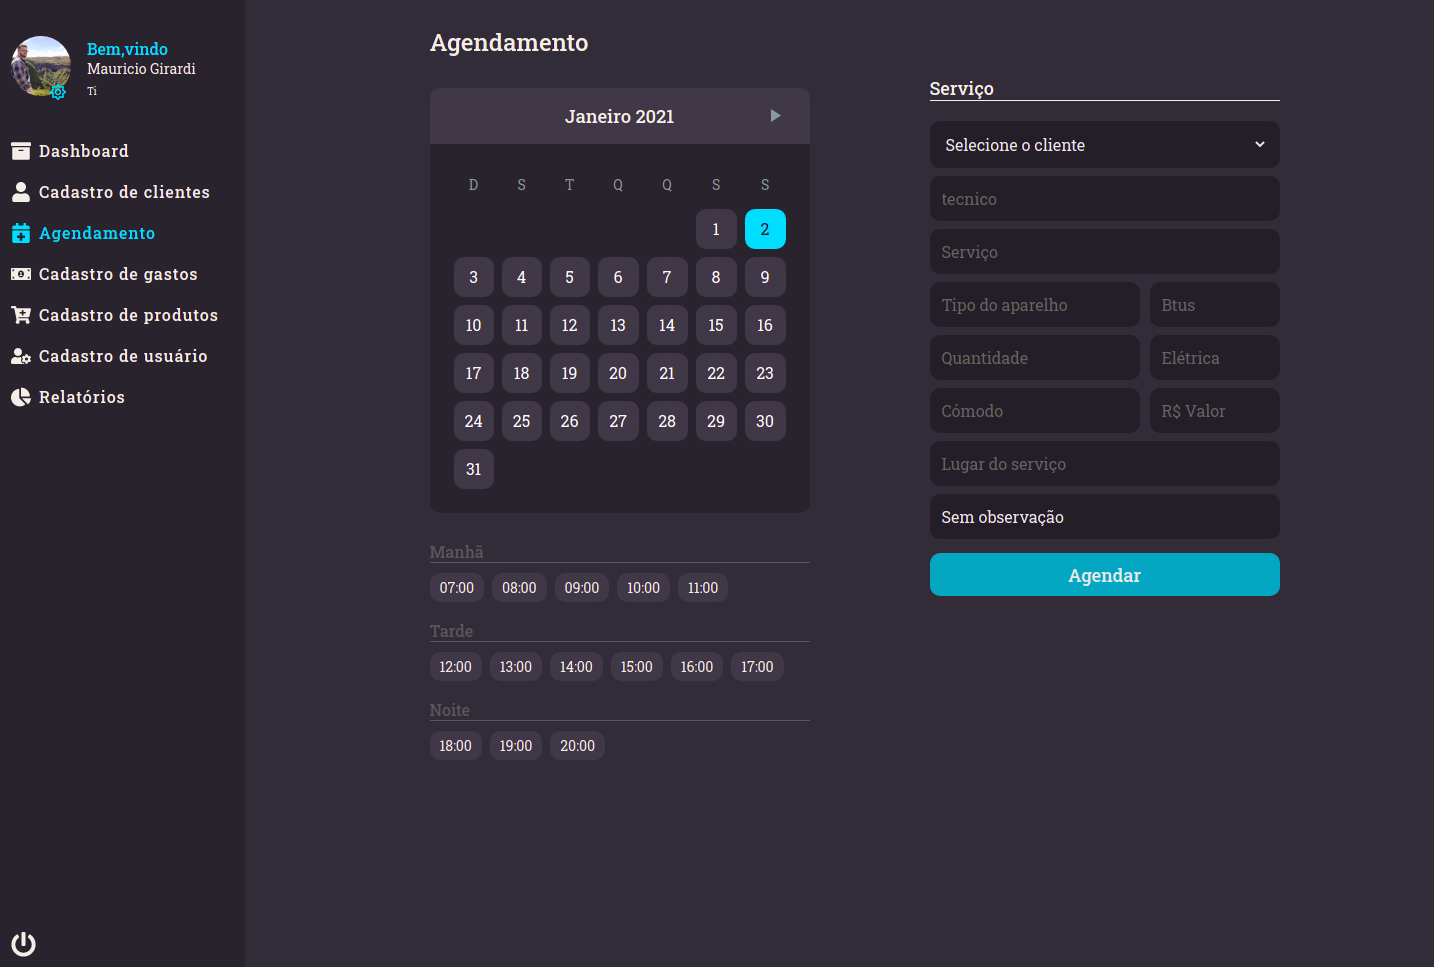 Bem,vindo
Mauricio Girardi
Ti
Dashboard
Cadastro de clientes
Agendamento
Cadastro de gastos
Cadastro de produtos
Cadastro de usuário
Relatórios
Agendamento
Janeiro 2021
D S T Q Q S S
1 2
3 4 5 6 7 8 9
10 11 12 13 14 15 16
17 18 19 20 21 22 23
24 25 26 27 28 29 30
31
Manhã
07:00 08:00 09:00 10:00 11:00
Tarde
12:00 13:00 14:00 15:00 16:00 17:00
Noite
18:00 19:00 20:00
Serviço
Selecione o cliente
tecnico
Serviço
Tipo do aparelho Btus
Quantidade Elétrica
Cómodo R$ Valor
Lugar do serviço
Sem observação
Agendar